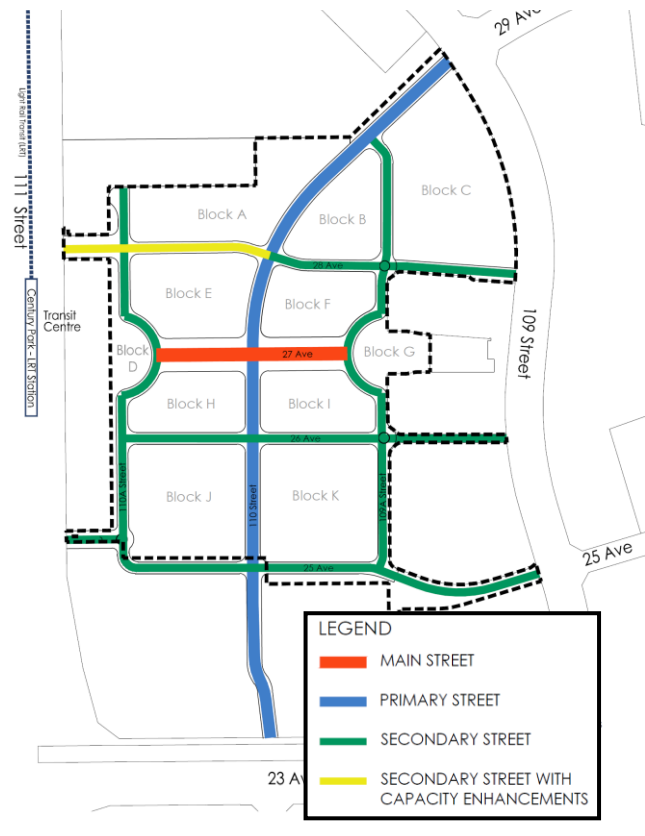 29 Ave
Light Rail Transit (LRT)
111 Street
Block C
Block A
Block B
28 Ave
Block E
Block F
Century Park - LRT Station
Transit
Centre
109 Street
Block
D
27 Ave
Block G
Block H
Block I
26 Ave
110A Street
110 Street
109A Street
Block J
Block K
25 Ave
25 Ave
LEGEND
MAIN STREET
PRIMARY STREET
SECONDARY STREET
SECONDARY STREET WITH
CAPACITY ENHANCEMENTS
23 Av